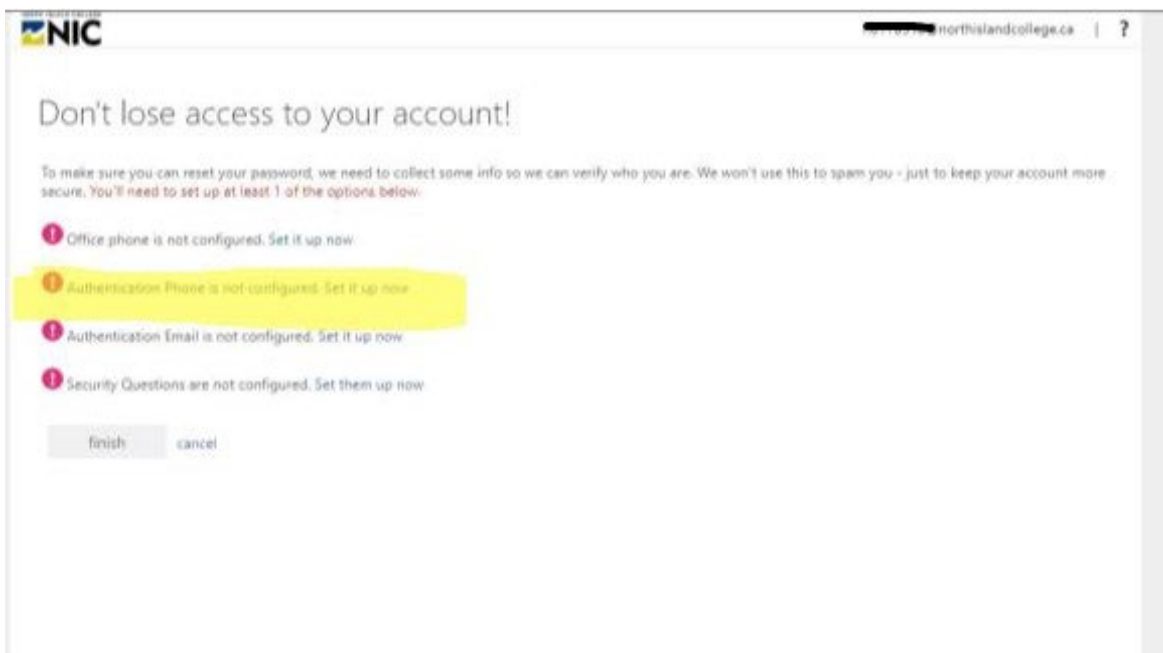 NIC
northislandcollege.ca | ?
Don't lose access to your account!
To make sure you can reset your password, we need to collect some info so we can verify who you are. We won't use this to spam you - just to keep your account more
secure. You'll need to set up at least 1 of the options below.
Office phone is not configured. Set it up now
Authentication Phone is not configured. Set it up now
Authentication Email is not configured. Set it up now
Security Questions are not configured. Set them up now
finish cancel